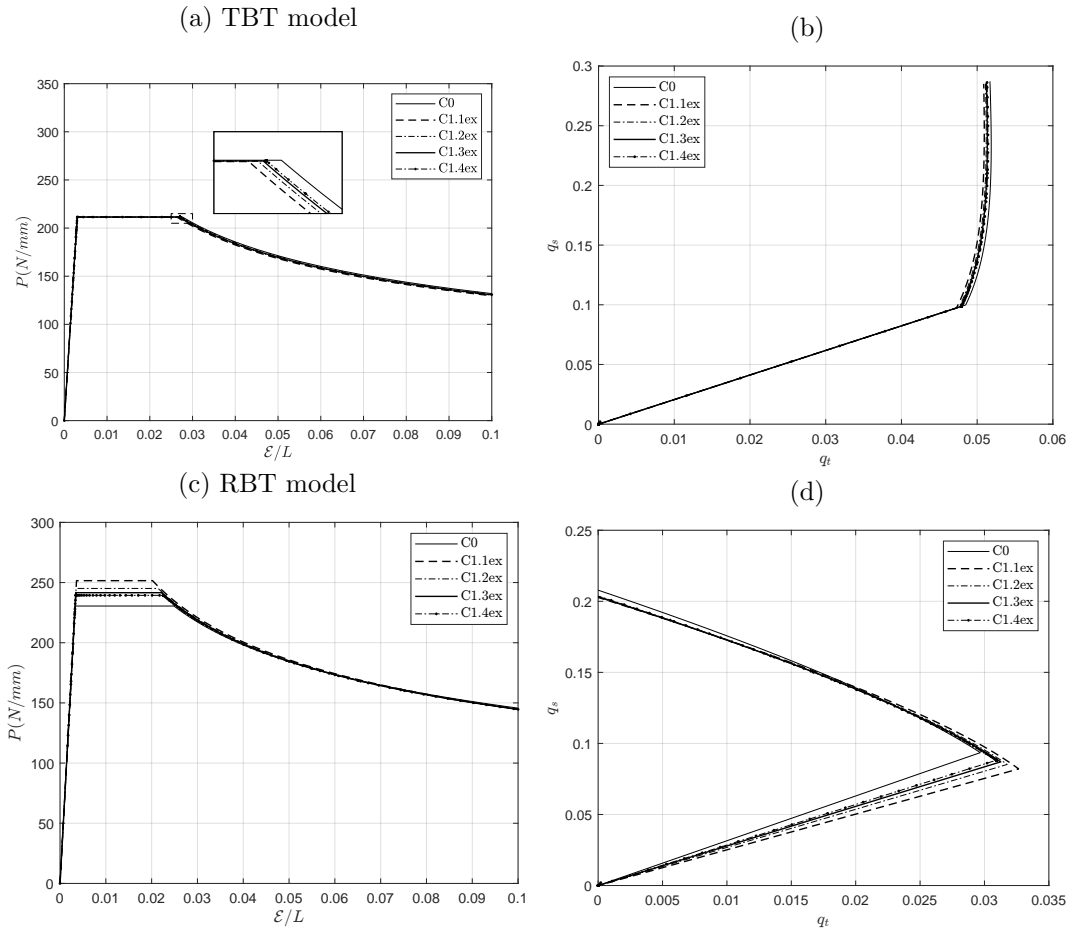 (a) TBT model
350
300
250
200
150
100
50
0
P(N/mm)
0
0.01
0.02
0.03
0.04
0.05
0.06
0.07
0.08
0.09
0.1
ℰ/L
C0
C1.1ex
C1.2ex
C1.3ex
C1.4ex
(b)
0.3
0.25
0.2
0.15
0.1
0.05
0
q_s
0
0.01
0.02
0.03
0.04
0.05
0.06
q_t
C0
C1.1ex
C1.2ex
C1.3ex
C1.4ex
(c) RBT model
300
250
200
150
100
50
0
P(N/mm)
0
0.01
0.02
0.03
0.04
0.05
0.06
0.07
0.08
0.09
0.1
ℰ/L
C0
C1.1ex
C1.2ex
C1.3ex
C1.4ex
(d)
0.25
0.2
0.15
0.1
0.05
0
q_s
0
0.005
0.01
0.015
0.02
0.025
0.03
0.035
q_t
C0
C1.1ex
C1.2ex
C1.3ex
C1.4ex